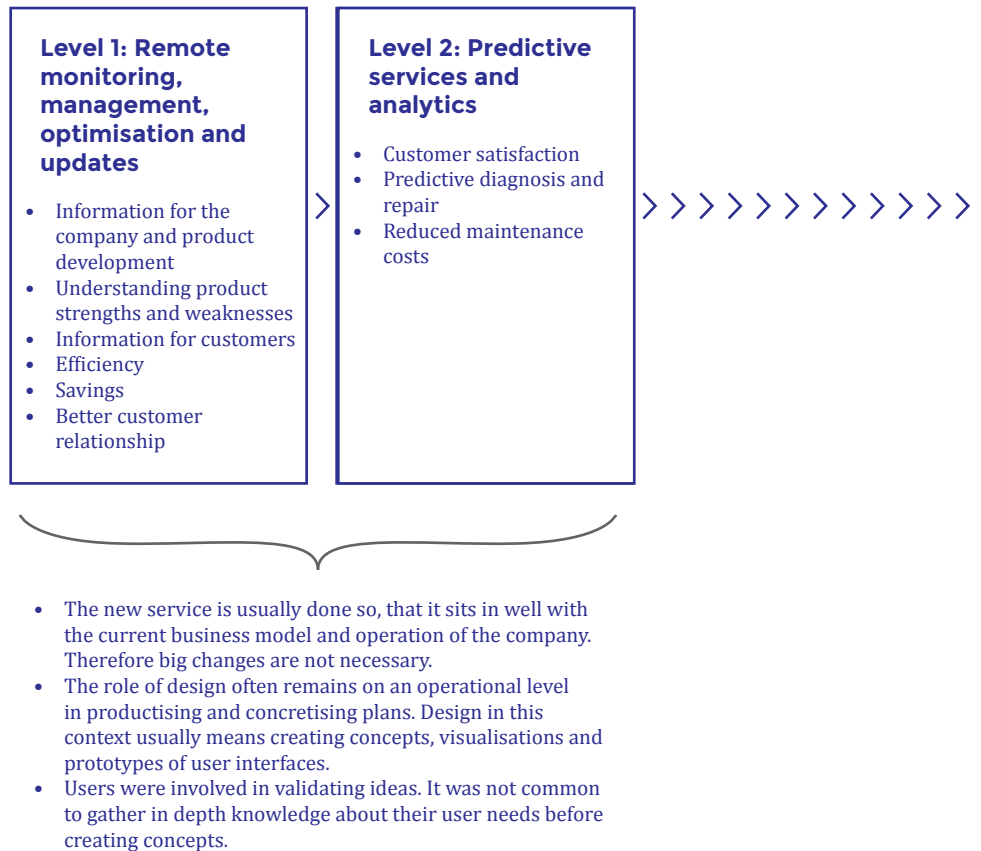 Level 1: Remote
monitoring,
management,
optimisation and
updates
• Information for the
company and product
development
• Understanding product
strengths and weaknesses
• Information for customers
• Efficiency
• Savings
• Better customer
relationship
Level 2: Predictive
services and
analytics
• Customer satisfaction
• Predictive diagnosis and
repair
• Reduced maintenance
costs
• The new service is usually done so, that it sits in well with
the current business model and operation of the company.
Therefore big changes are not necessary.
• The role of design often remains on an operational level
in productising and concretising plans. Design in this
context usually means creating concepts, visualisations and
prototypes of user interfaces.
• Users were involved in validating ideas. It was not common
to gather in depth knowledge about their user needs before
creating concepts.